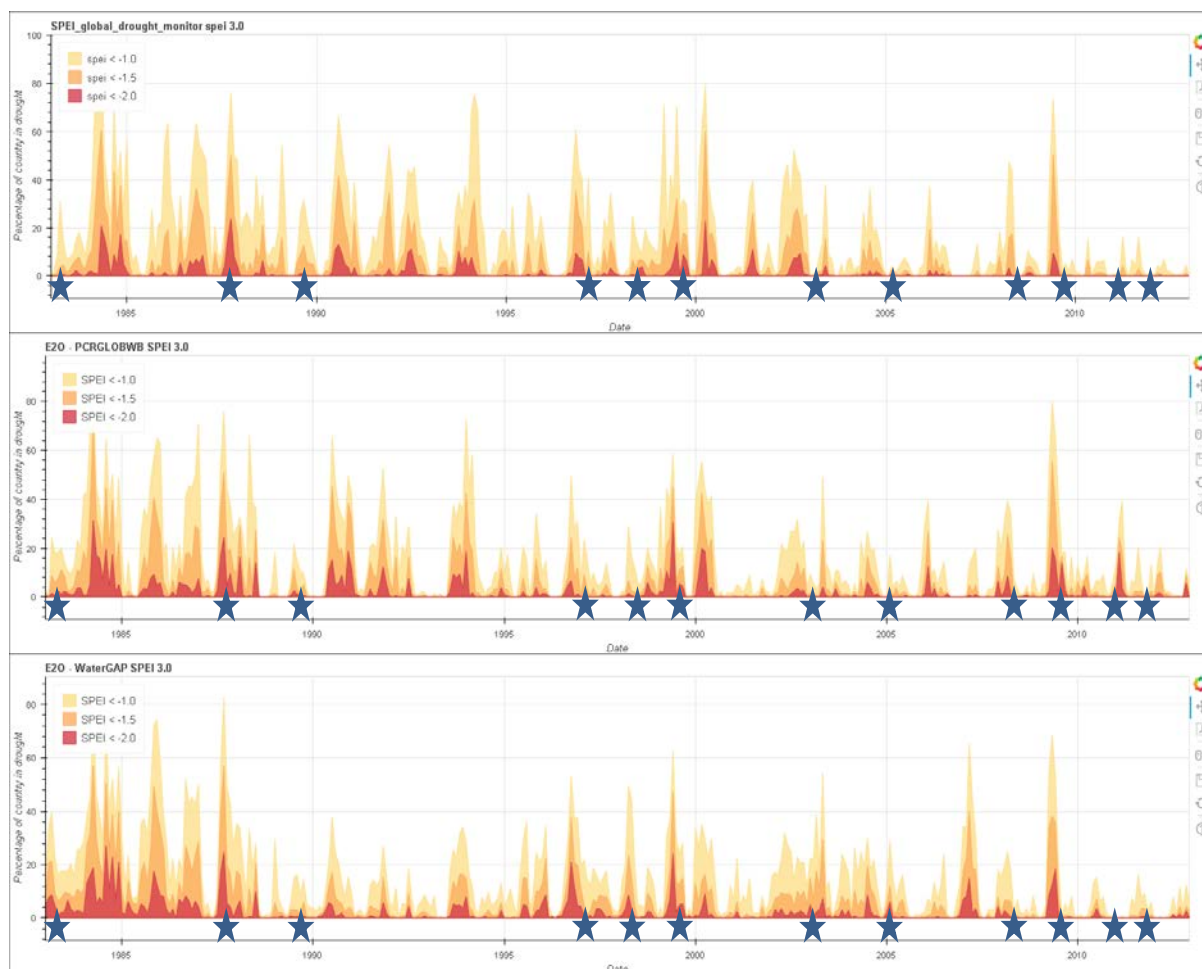 SPEI_global_drought_monitor spei 3.0
100
spei < -1.0
spei < -1.5
spei < -2.0
80
60
40
20
0
Percentage of country in drought
1985 1990 1995 2000 2005 2010
Date
E2O - PCRGLOBWB SPEI 3.0
SPEI < -1.0
SPEI < -1.5
SPEI < -2.0
80
60
40
20
0
Percentage of country in drought
1985 1990 1995 2000 2005 2010
Date
E2O - WaterGAP SPEI 3.0
SPEI < -1.0
SPEI < -1.5
SPEI < -2.0
80
60
40
20
0
Percentage of country in drought
1985 1990 1995 2000 2005 2010
Date